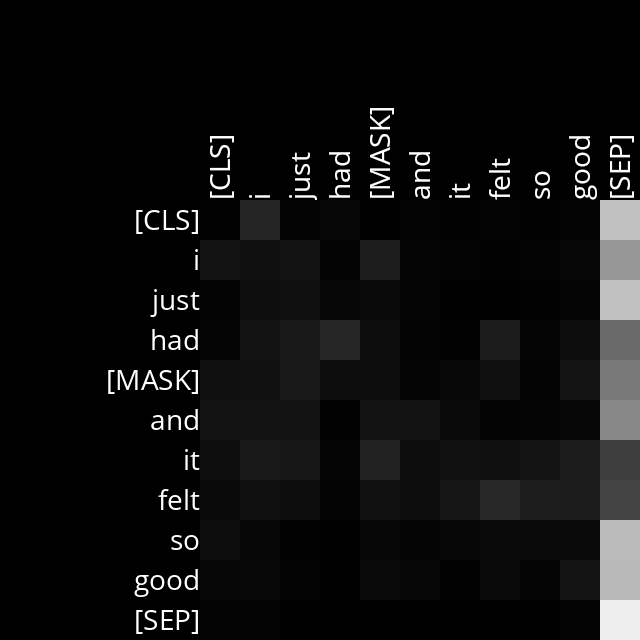 [CLS] i just had [MASK] and it felt so good [SEP]
[CLS]
i
just
had
[MASK]
and
it
felt
so
good
[SEP]